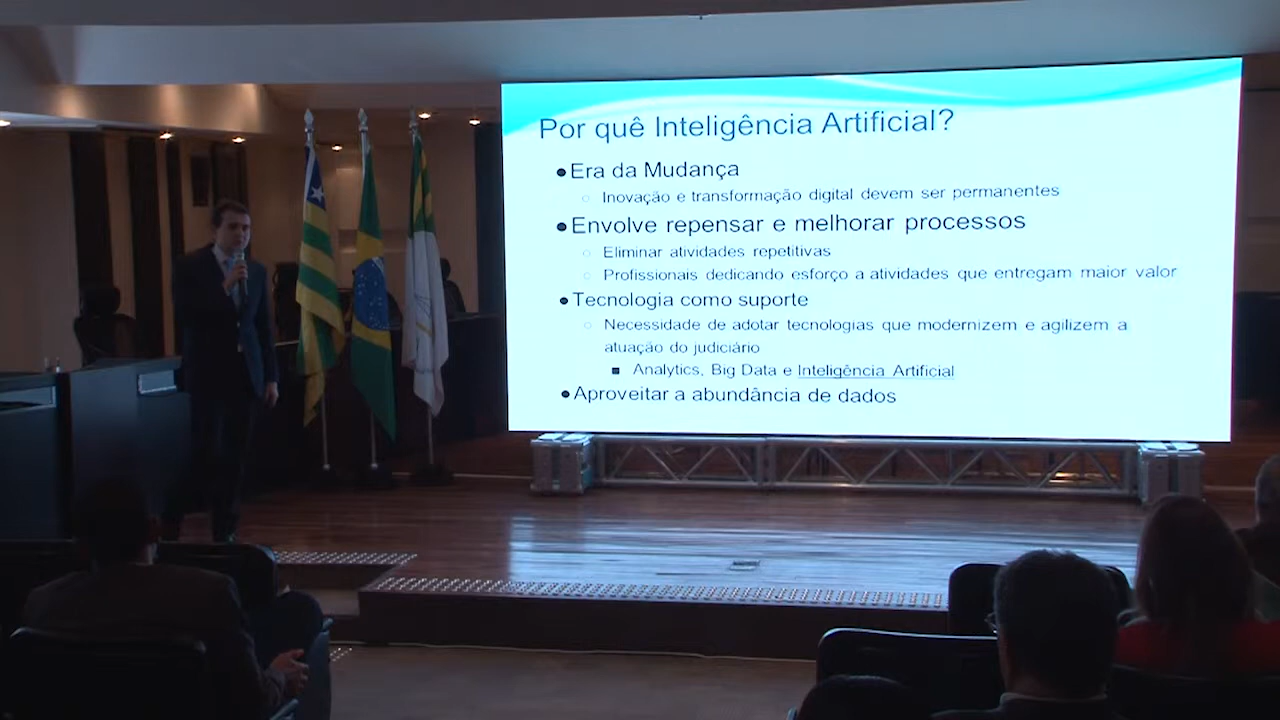 Por quê Inteligência Artificial?
Era da Mudança
Inovação e transformação digital devem ser permanentes
Envolve repensar e melhorar processos
Eliminar atividades repetitivas
Profissionais dedicando esforço a atividades que entregam maior valor
Tecnologia como suporte
Necessidade de adotar tecnologias que modernizem e agilizem a
atuação do judiciário
Analytics, Big Data e Inteligência Artificial
Aproveitar a abundância de dados